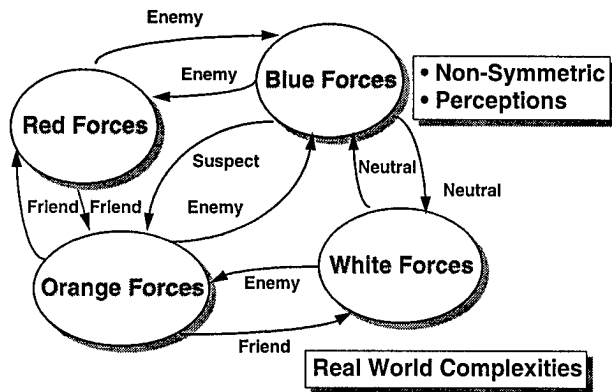 Enemy
Blue Forces
• Non-Symmetric
• Perceptions
Enemy
Red Forces
Suspect
Neutral
Neutral
Friend
Friend
Enemy
Orange Forces
White Forces
Enemy
Friend
Real World Complexities